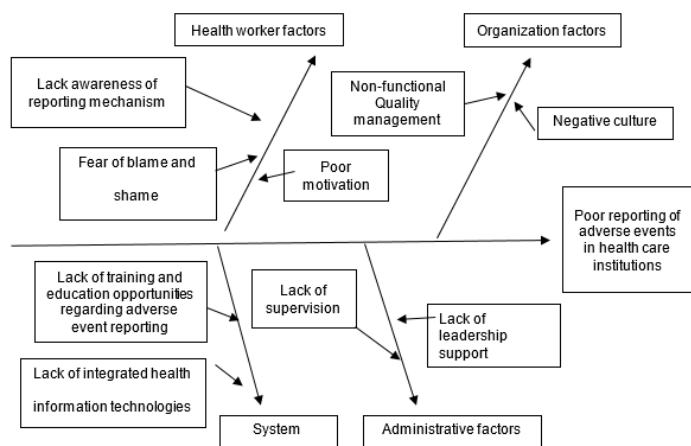 Health worker factors
Organization factors
Lack awareness of
reporting mechanism
Non-functional
Quality
management
Negative culture
Fear of blame and
shame
Poor
motivation
Poor reporting of
adverse events
in health care
institutions
Lack of training and
education opportunities
regarding adverse
event reporting
Lack of
supervision
Lack of
leadership
support
Lack of integrated health
information technologies
System
Administrative factors